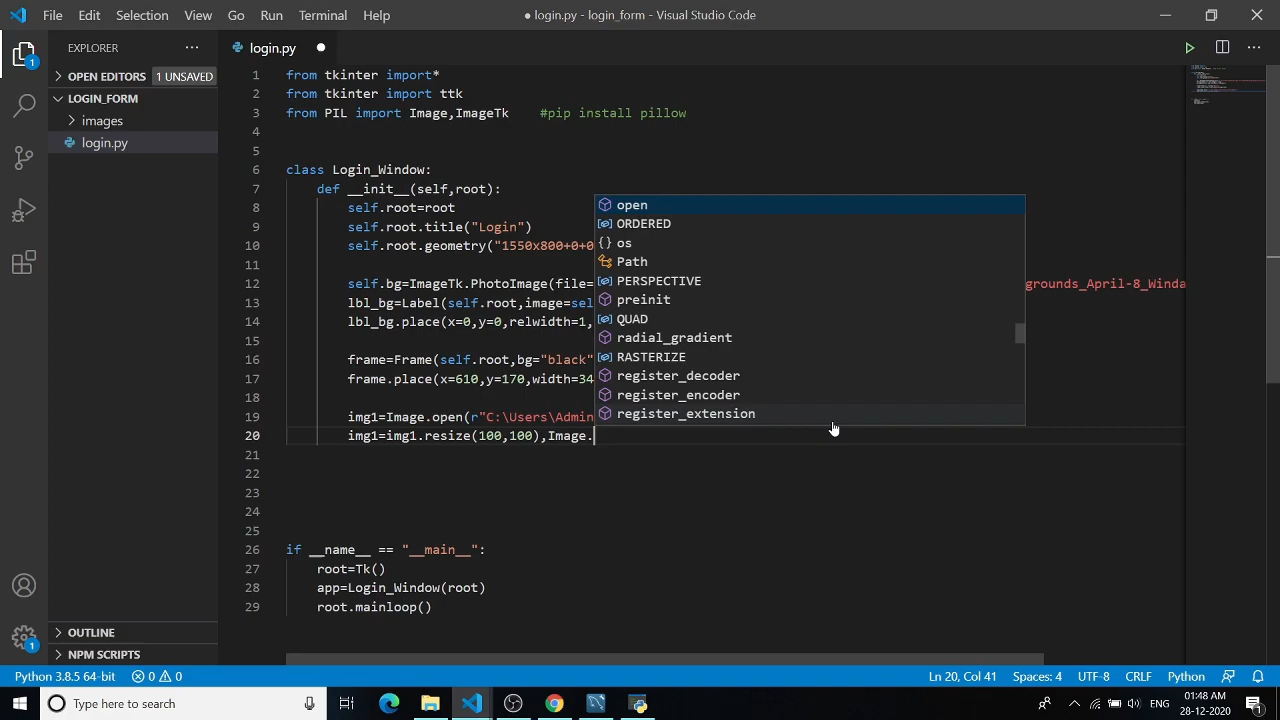 File Edit Selection View Go Run Terminal Help
● login.py - login_form - Visual Studio Code
EXPLORER ···
login.py ●
OPEN EDITORS 1 UNSAVED
LOGIN_FORM
images
login.py
1 from tkinter import*
2 from tkinter import ttk
3 from PIL import Image,ImageTk #pip install pillow
4
5
6 class Login_Window:
7 def __init__(self,root):
8 self.root=root
9 self.root.title("Login")
10 self.root.geometry("1550x800+0+0
11
12 self.bg=ImageTk.PhotoImage(file= grounds_April-8_Winda
13 lbl_bg=Label(self.root,image=sel
14 lbl_bg.place(x=0,y=0,relwidth=1,
15
16 frame=Frame(self.root,bg="black"
17 frame.place(x=610,y=170,width=34
18
19 img1=Image.open(r"C:\Users\Admin
20 img1=img1.resize(100,100),Image.
21
22
23
24
25
26 if __name__ == "__main__":
27 root=Tk()
28 app=Login_Window(root)
29 root.mainloop()
open
ORDERED
{} os
Path
PERSPECTIVE
preinit
QUAD
radial_gradient
RASTERIZE
register_decoder
register_encoder
register_extension
OUTLINE
NPM SCRIPTS
1
1
Python 3.8.5 64-bit 0 0 Ln 20, Col 41 Spaces: 4 UTF-8 CRLF Python
Type here to search
ENG
01:48 AM
28-12-2020
1